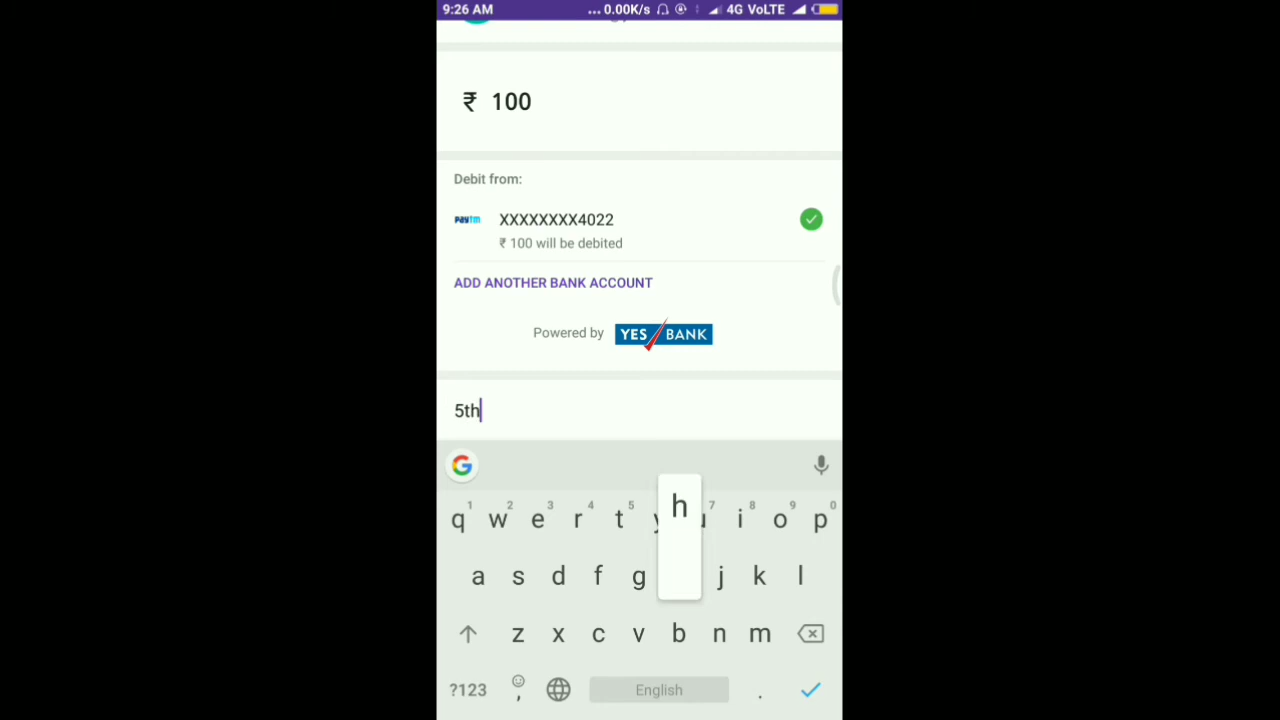 9:26 AM ... 0.00K/s 4G VoLTE
₹ 100
Debit from:
paytm XXXXXXXX4022
₹ 100 will be debited
ADD ANOTHER BANK ACCOUNT
Powered by YES BANK
5th
G
h
1 2 3 4 5 7 8 9 0
q w e r t y u i o p
a s d f g j k l
z x c v b n m
?123 , English .